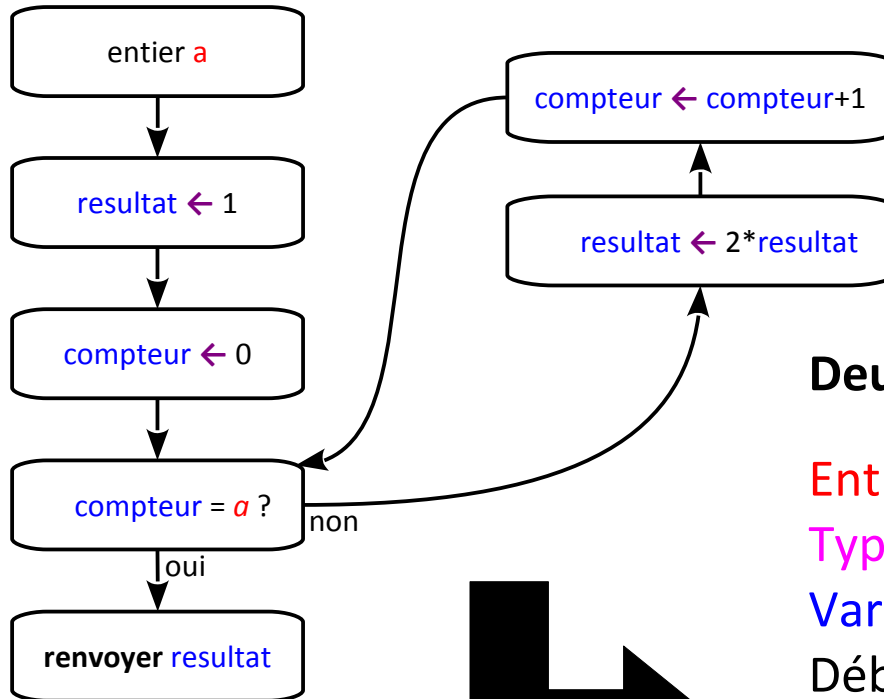 entier a
resultat ← 1
compteur ← 0
compteur = a ?
non
oui
renvoyer resultat
compteur ← compteur+1
resultat ← 2*resultat